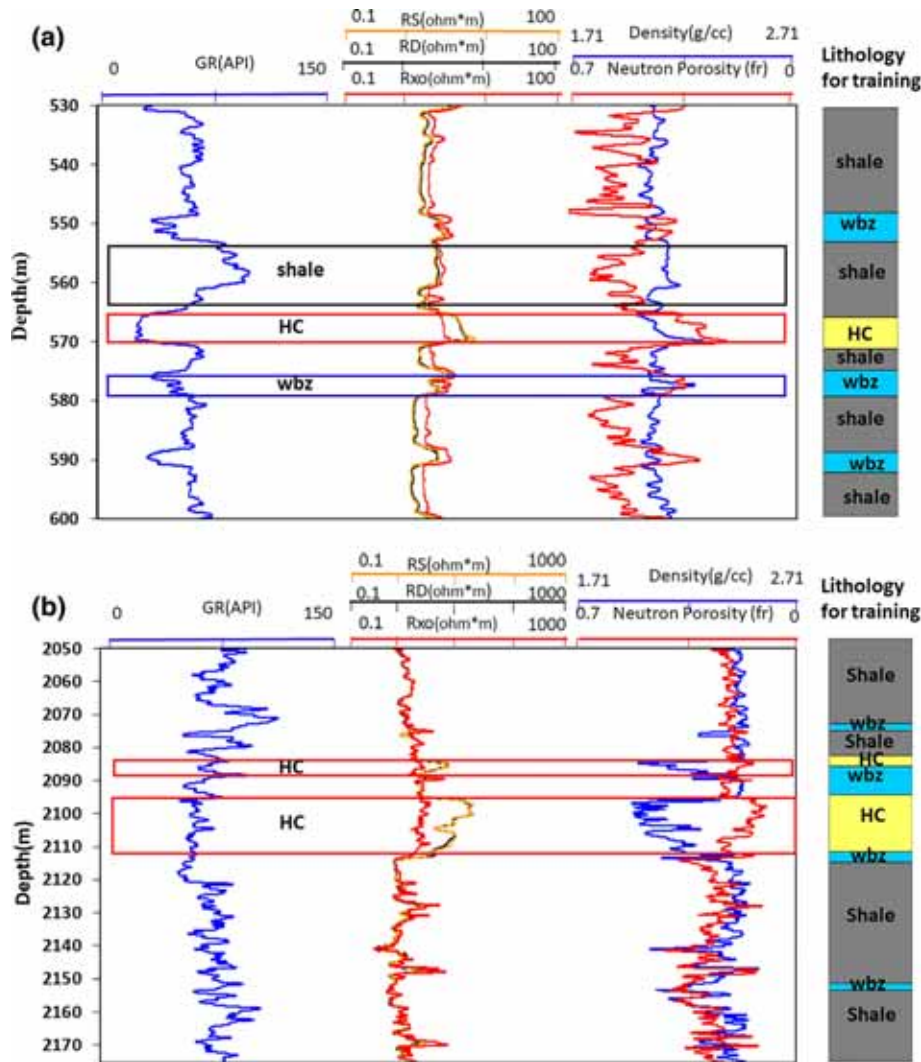 (a)
0.1 RS(ohm*m) 100
0.1 RD(ohm*m) 100
0.1 Rxo(ohm*m) 100
0 GR(API) 150
1.71 Density(g/cc) 2.71
0.7 Neutron Porosity (fr) 0
Lithology
for training
Depth(m)
530
540
550
560
570
580
590
600
shale
HC
wbz
shale
wbz
shale
HC
shale
wbz
shale
wbz
shale
(b)
0.1 RS(ohm*m) 1000
0.1 RD(ohm*m) 1000
0.1 Rxo(ohm*m) 1000
0 GR(API) 150
1.71 Density(g/cc) 2.71
0.7 Neutron Porosity (fr) 0
Lithology
for training
Depth(m)
2050
2060
2070
2080
2090
2100
2110
2120
2130
2140
2150
2160
2170
HC
HC
Shale
wbz
Shale
HC
wbz
HC
wbz
Shale
wbz
Shale